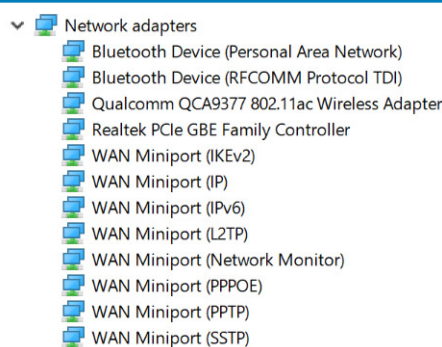 Network adapters
Bluetooth Device (Personal Area Network)
Bluetooth Device (RFCOMM Protocol TDI)
Qualcomm QCA9377 802.11ac Wireless Adapter
Realtek PCIe GBE Family Controller
WAN Miniport (IKEv2)
WAN Miniport (IP)
WAN Miniport (IPv6)
WAN Miniport (L2TP)
WAN Miniport (Network Monitor)
WAN Miniport (PPPOE)
WAN Miniport (PPTP)
WAN Miniport (SSTP)